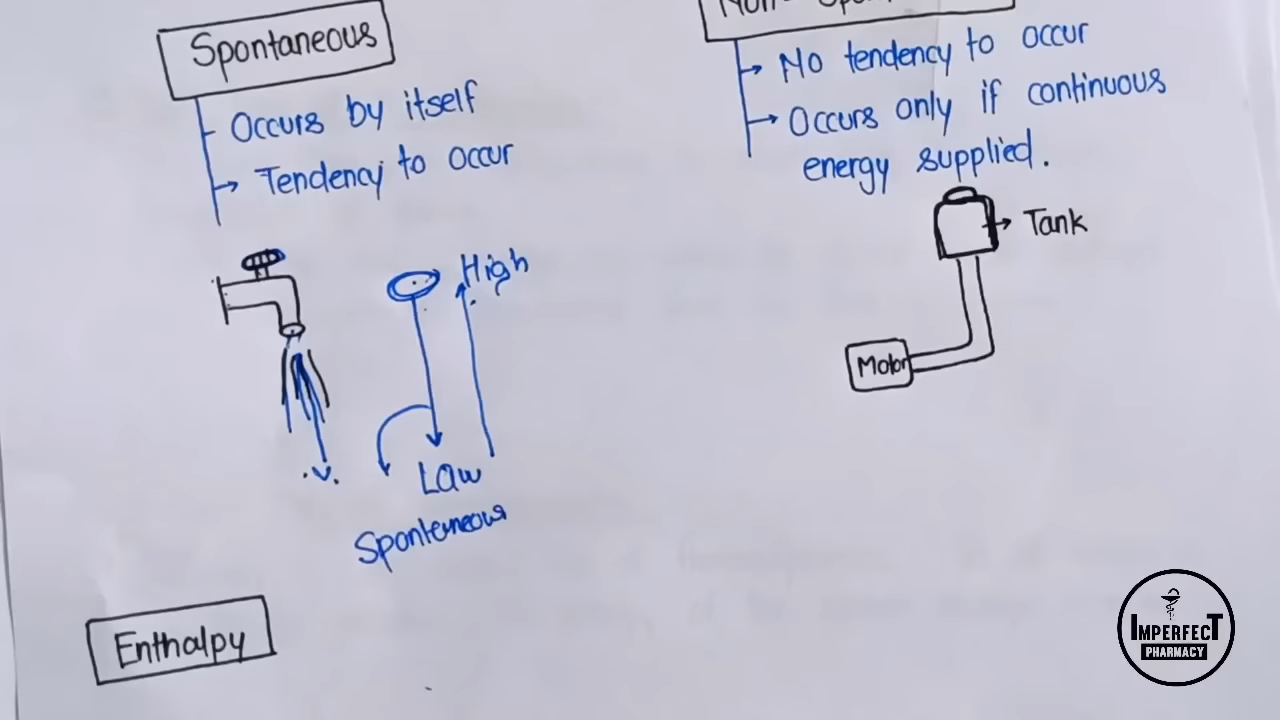 Spontaneous
Occurs by itself
Tendency to occur
No tendency to occur
Occurs only if continuous
energy supplied.
Tank
High
Motor
Law
Sponterneous
Enthalpy
IMPERFECT
PHARMACY